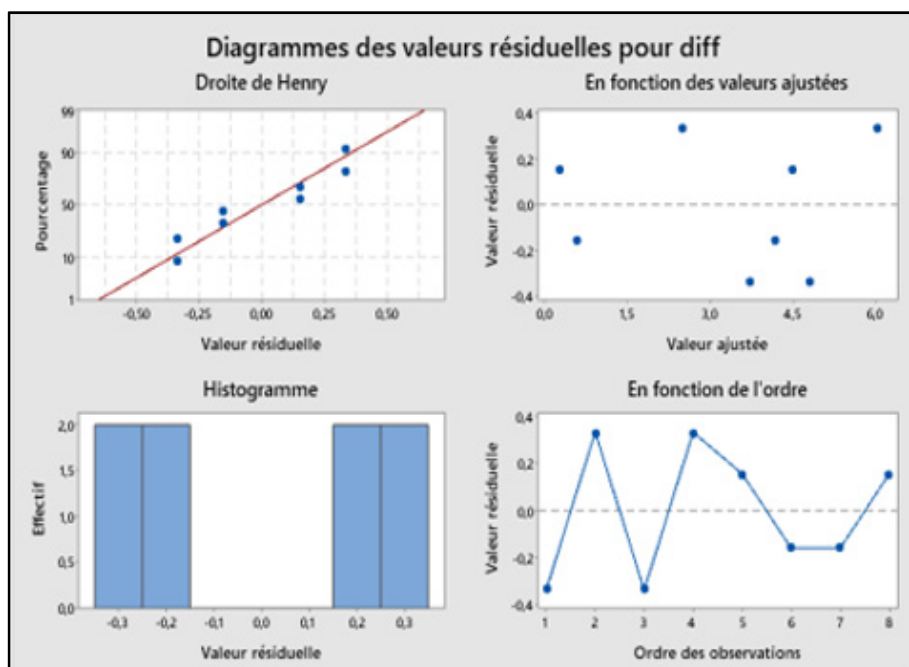 Diagrammes des valeurs résiduelles pour diff
Droite de Henry
99
90
50
10
1
Pourcentage
-0,50 -0,25 0,00 0,25 0,50
Valeur résiduelle
En fonction des valeurs ajustées
0,4
0,2
0,0
-0,2
-0,4
Valeur résiduelle
0,0 1,5 3,0 4,5 6,0
Valeur ajustée
Histogramme
2,0
1,5
1,0
0,5
0,0
Effectif
-0,3 -0,2 -0,1 0,0 0,1 0,2 0,3
Valeur résiduelle
En fonction de l'ordre
0,4
0,2
0,0
-0,2
-0,4
Valeur résiduelle
1 2 3 4 5 6 7 8
Ordre des observations